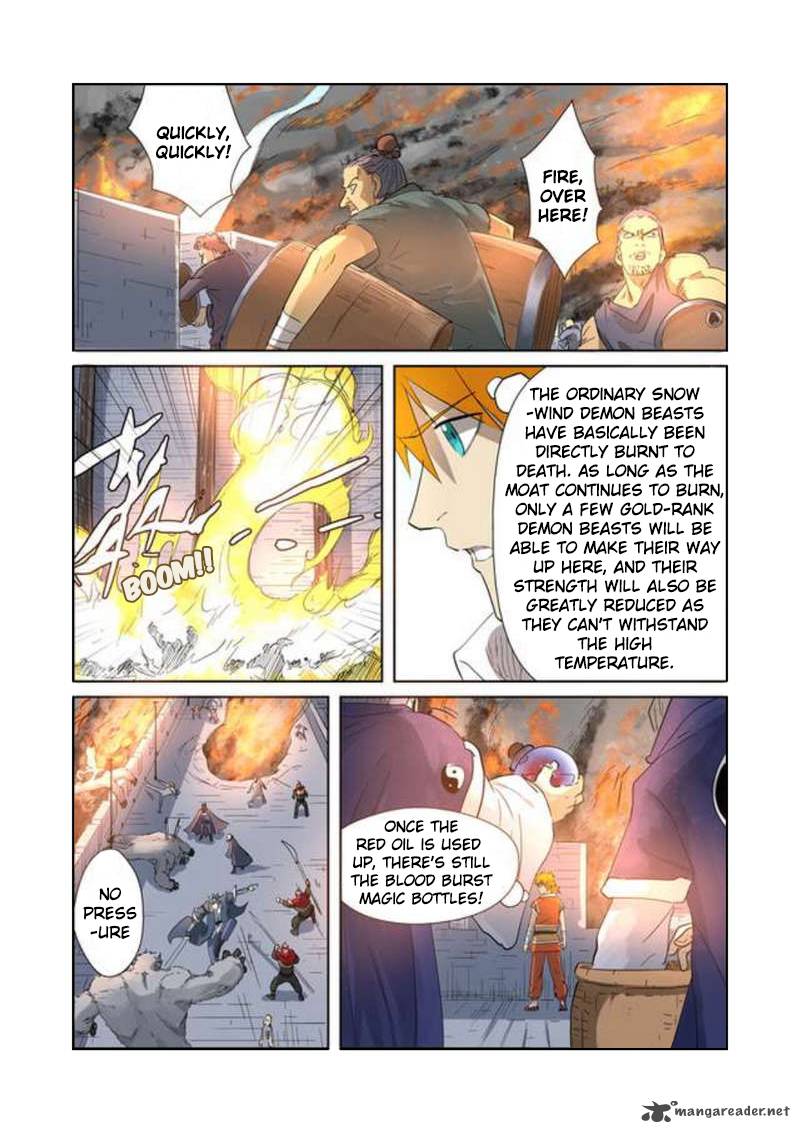 QUICKLY,
QUICKLY!
FIRE,
OVER
HERE!
BOOM!!
THE ORDINARY SNOW
-WIND DEMON BEASTS
HAVE BASICALLY BEEN
DIRECTLY BURNT TO
DEATH. AS LONG AS THE
MOAT CONTINUES TO BURN,
ONLY A FEW GOLD-RANK
DEMON BEASTS WILL BE
ABLE TO MAKE THEIR WAY
UP HERE, AND THEIR
STRENGTH WILL ALSO BE
GREATLY REDUCED AS
THEY CAN'T WITHSTAND
THE HIGH
TEMPERATURE.
NO
PRESS
-URE
ONCE THE
RED OIL IS USED
UP, THERE'S STILL
THE BLOOD BURST
MAGIC BOTTLES!
mangareader.net